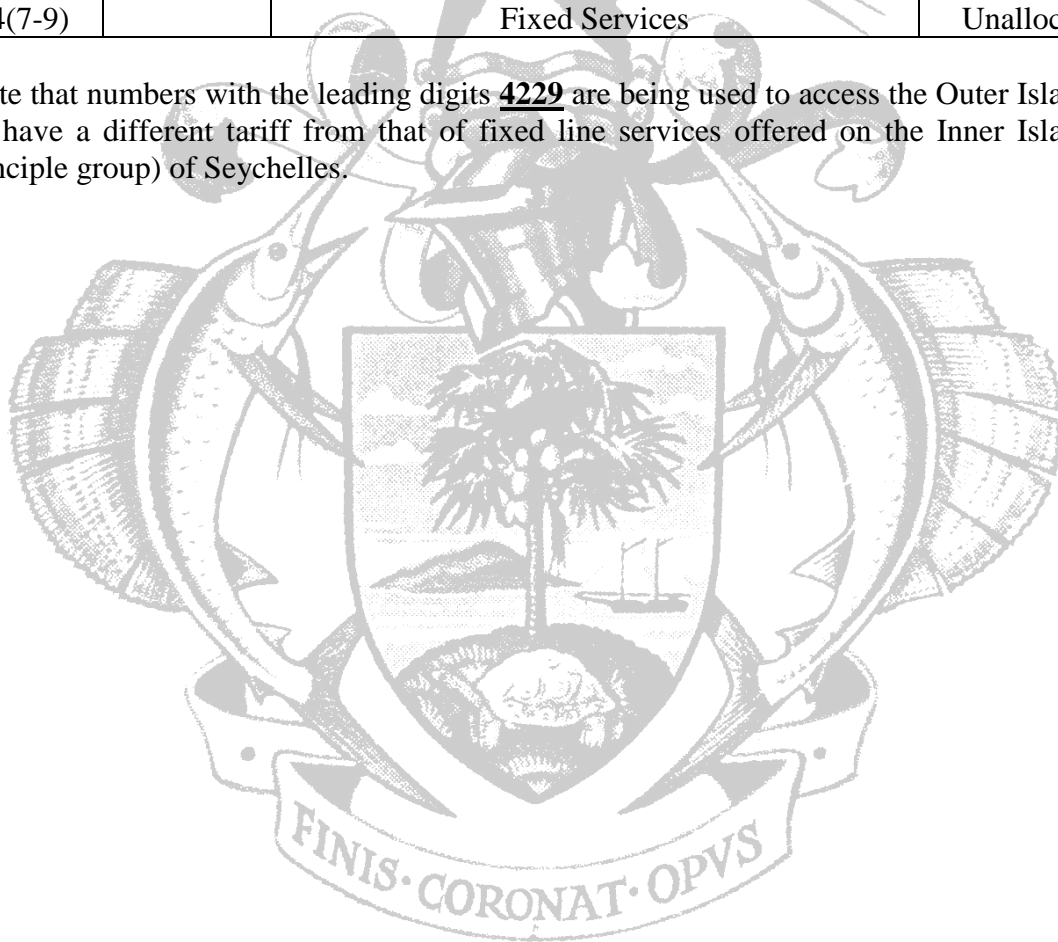 4(7-9) Fixed Services Unalloc
te that numbers with the leading digits 4229 are being used to access the Outer Isla
have a different tariff from that of fixed line services offered on the Inner Isla
nciple group) of Seychelles.
FINIS·CORONAT·OPVS